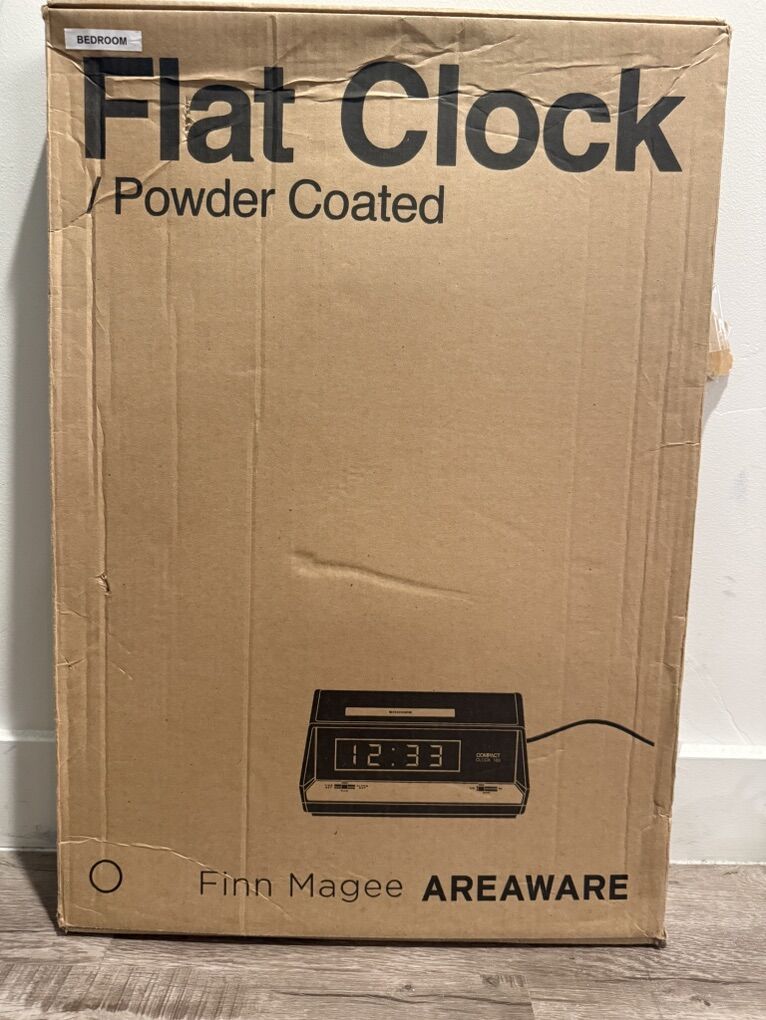 BEDROOM
Flat Clock
/ Powder Coated
12:33
COMPACT
Finn Magee AREAWARE